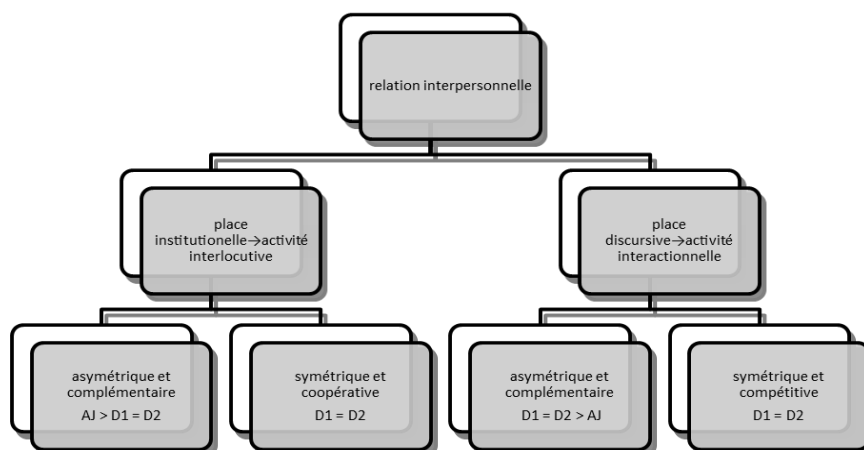 relation interpersonnelle
place
institutionelle→activité
interlocutive
place
discursive→activité
interactionnelle
asymétrique et
complémentaire
AJ > D1 = D2
symétrique et
coopérative
D1 = D2
asymétrique et
complémentaire
D1 = D2 > AJ
symétrique et
compétitive
D1 = D2